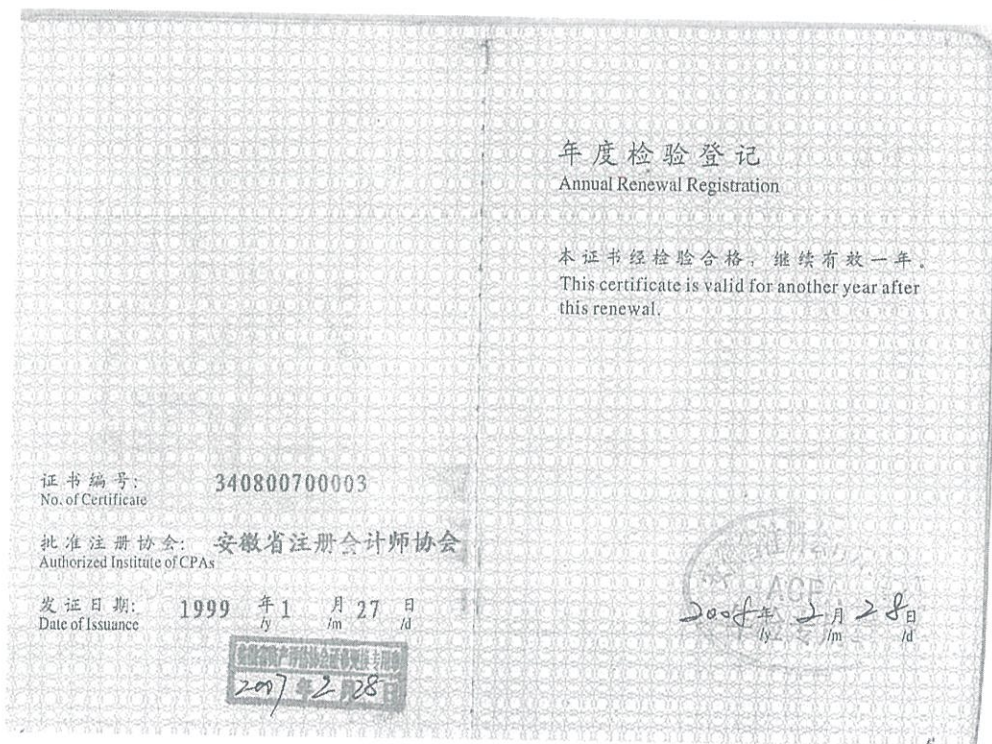 证书编号: 340800700003
No. of Certificate
批准注册协会: 安徽省注册会计师协会
Authorized Institute of CPAs
发证日期: 1999 年 1 月 27 日
Date of Issuance /y /m /d
2007 年 2 月 28 日
年度检验登记
Annual Renewal Registration
本证书经检验合格，继续有效一年。
This certificate is valid for another year after
this renewal.
2008 年 2 月 28 日
/y /m /d